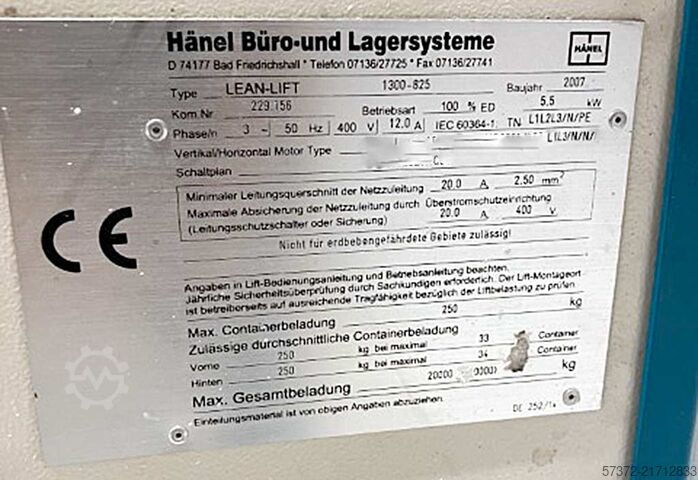 Hänel Büro-und Lagersysteme
HÄNEL
D 74177 Bad Friedrichshall * Telefon 07136/27725 * Fax 07136/27741
Type LEAN-LIFT 1300-825 Baujahr 2007
Kom.Nr 229.156 Betriebsart 100 % ED 5,5 kW
Phase/n 3 ~ 50 Hz 400 V 12.0 A IEC 60364-1: TN L1L2L3/N/PE
Vertikal/Horizontal Motor Type L1L3/N/N/
Schaltplan
Minimaler Leitungsquerschnitt der Netzzuleitung 20.0 A 2.50 mm²
Maximale Absicherung der Netzzuleitung durch Überstromschutzeinrichtung
(Leitungsschutzschalter oder Sicherung) 20.0 A 400 V
Nicht für erdbebengefährdete Gebiete zulässig!
CE
Angaben in Lift-Bedienungsanleitung und Betriebsanleitung beachten.
Jährliche Sicherheitsüberprüfung durch Sachkundigen erforderlich. Der Lift-Montageort
ist betreiberseits auf ausreichende Tragfähigkeit bezüglich der Liftbelastung zu prüfen
Max. Containerbeladung 250 kg
Zulässige durchschnittliche Containerbeladung
Vorne 250 kg bei maximal 33 Container
Hinten 250 kg bei maximal 34 Container
Max. Gesamtbeladung 20000 kg
Einteilungsmaterial ist von obigen Angaben abzuziehen.
57372-21712833